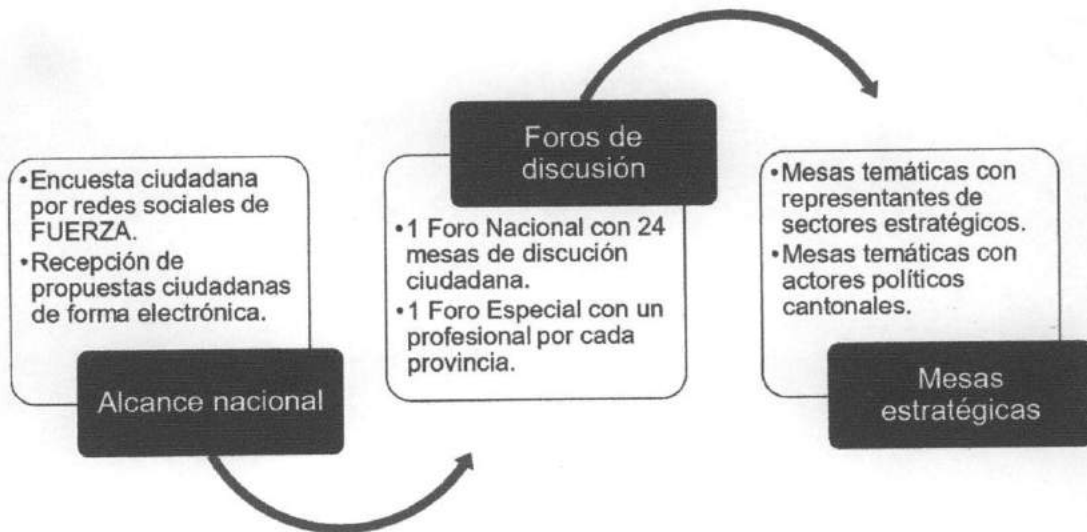 •Encuesta ciudadana
por redes sociales de
FUERZA.
•Recepción de
propuestas ciudadanas
de forma electrónica.
Alcance nacional
Foros de
discusión
•1 Foro Nacional con 24
mesas de discución
ciudadana.
•1 Foro Especial con un
profesional por cada
provincia.
•Mesas temáticas con
representantes de
sectores estratégicos.
•Mesas temáticas con
actores políticos
cantonales.
Mesas
estratégicas